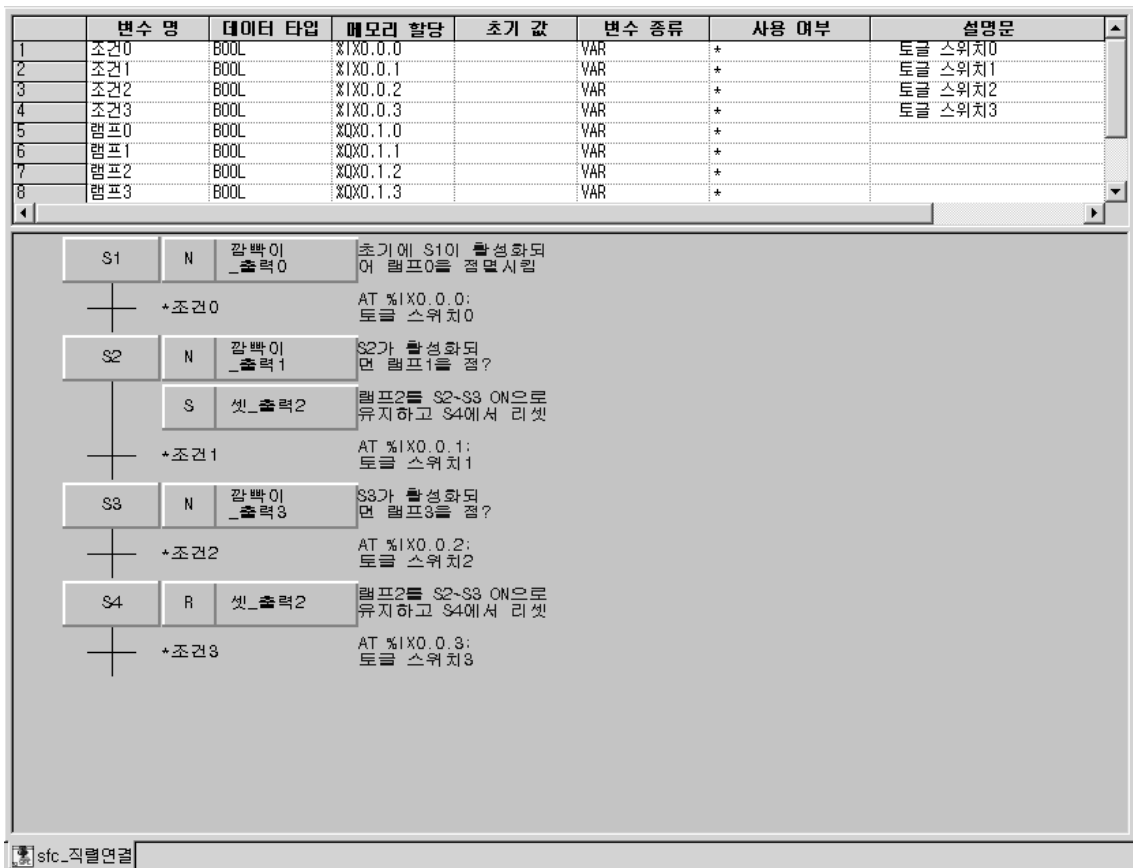 변수 명 데이터 타입 메모리 할당 초기 값 변수 종류 사용 여부 설명문
1 조건0 BOOL %IX0.0.0 VAR * 토글 스위치0
2 조건1 BOOL %IX0.0.1 VAR * 토글 스위치1
3 조건2 BOOL %IX0.0.2 VAR * 토글 스위치2
4 조건3 BOOL %IX0.0.3 VAR * 토글 스위치3
5 램프0 BOOL %QX0.1.0 VAR *
6 램프1 BOOL %QX0.1.1 VAR *
7 램프2 BOOL %QX0.1.2 VAR *
8 램프3 BOOL %QX0.1.3 VAR *
S1 N 깜빡이
_출력0
초기에 S1이 활성화되
어 램프0을 점멸시킴
*조건0
AT %IX0.0.0:
토글 스위치0
S2 N 깜빡이
_출력1
S2가 활성화되
면 램프1을 점?
S 셋_출력2
램프2를 S2~S3 ON으로
유지하고 S4에서 리셋
*조건1
AT %IX0.0.1:
토글 스위치1
S3 N 깜빡이
_출력3
S3가 활성화되
면 램프3을 점?
*조건2
AT %IX0.0.2:
토글 스위치2
S4 R 셋_출력2
램프2를 S2~S3 ON으로
유지하고 S4에서 리셋
*조건3
AT %IX0.0.3:
토글 스위치3
sfc_직렬연결